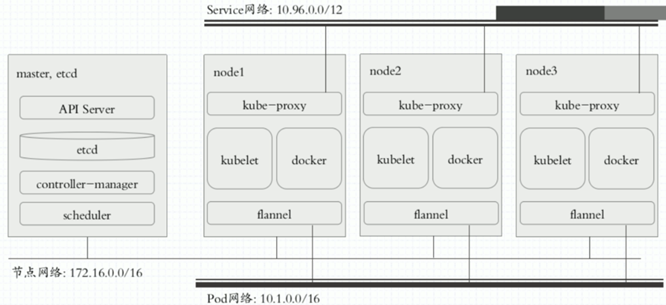 Service网络: 10.96.0.0/12
master, etcd
API Server
etcd
controller-manager
scheduler
node1
kube-proxy
kubelet
docker
flannel
node2
kube-proxy
kubelet
docker
flannel
node3
kube-proxy
kubelet
docker
flannel
节点网络: 172.16.0.0/16
Pod网络: 10.1.0.0/16